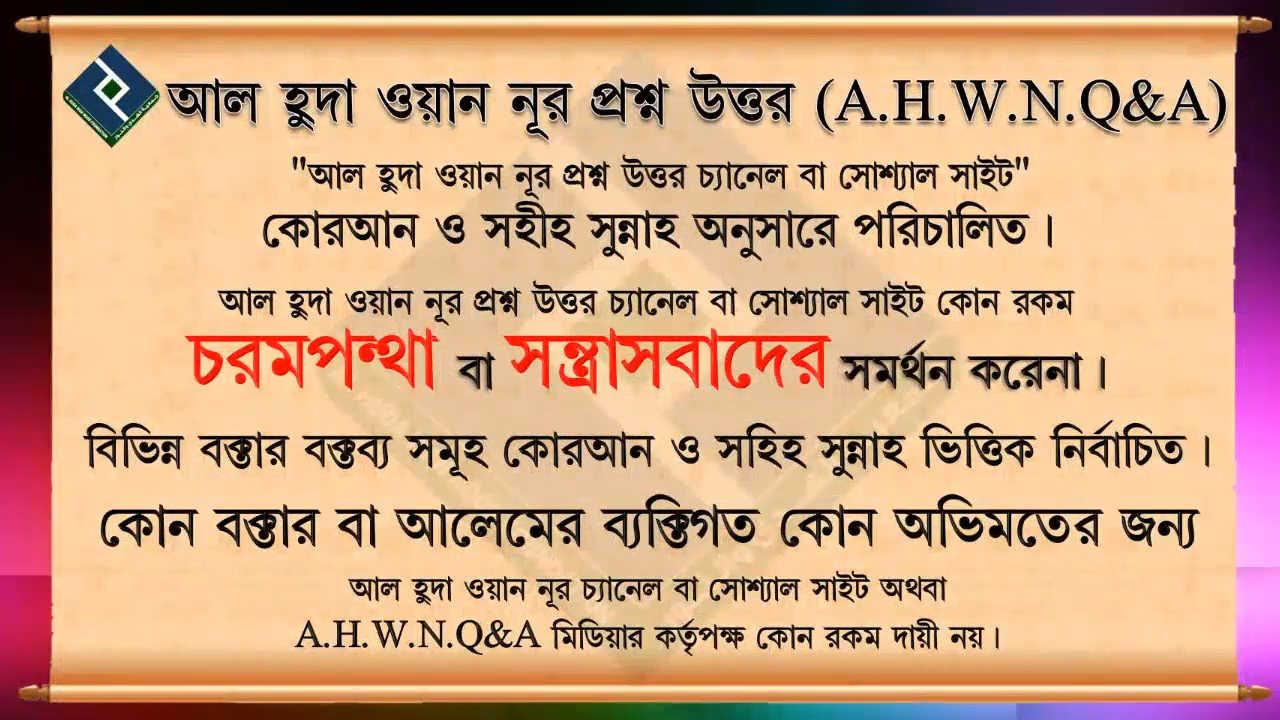 আল হুদা ওয়ান নূর প্রশ্ন উত্তর (A.H.W.N.Q&A)
"আল হুদা ওয়ান নূর প্রশ্ন উত্তর চ্যানেল বা সোশ্যাল সাইট"
কোরআন ও সহীহ সুন্নাহ অনুসারে পরিচালিত।
আল হুদা ওয়ান নূর প্রশ্ন উত্তর চ্যানেল বা সোশ্যাল সাইট কোন রকম
চরমপন্থা বা সন্ত্রাসবাদের সমর্থন করেনা।
বিভিন্ন বক্তার বক্তব্য সমূহ কোরআন ও সহিহ সুন্নাহ ভিত্তিক নির্বাচিত।
কোন বক্তার বা আলেমের ব্যক্তিগত কোন অভিমতের জন্য
আল হুদা ওয়ান নূর চ্যানেল বা সোশ্যাল সাইট অথবা
A.H.W.N.Q&A মিডিয়ার কর্তৃপক্ষ কোন রকম দায়ী নয়।